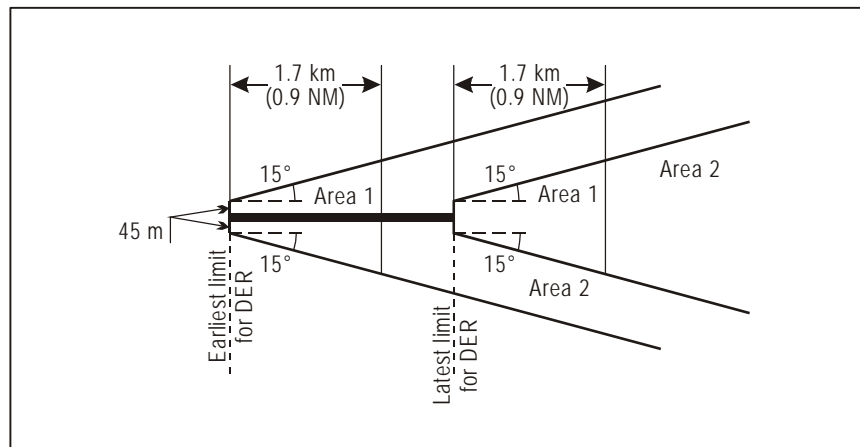 1.7 km
(0.9 NM)
1.7 km
(0.9 NM)
Area 2
15°
15°
Area 1
Area 1
45 m
15°
15°
Area 2
Earliest limit
for DER
Latest limit
for DER